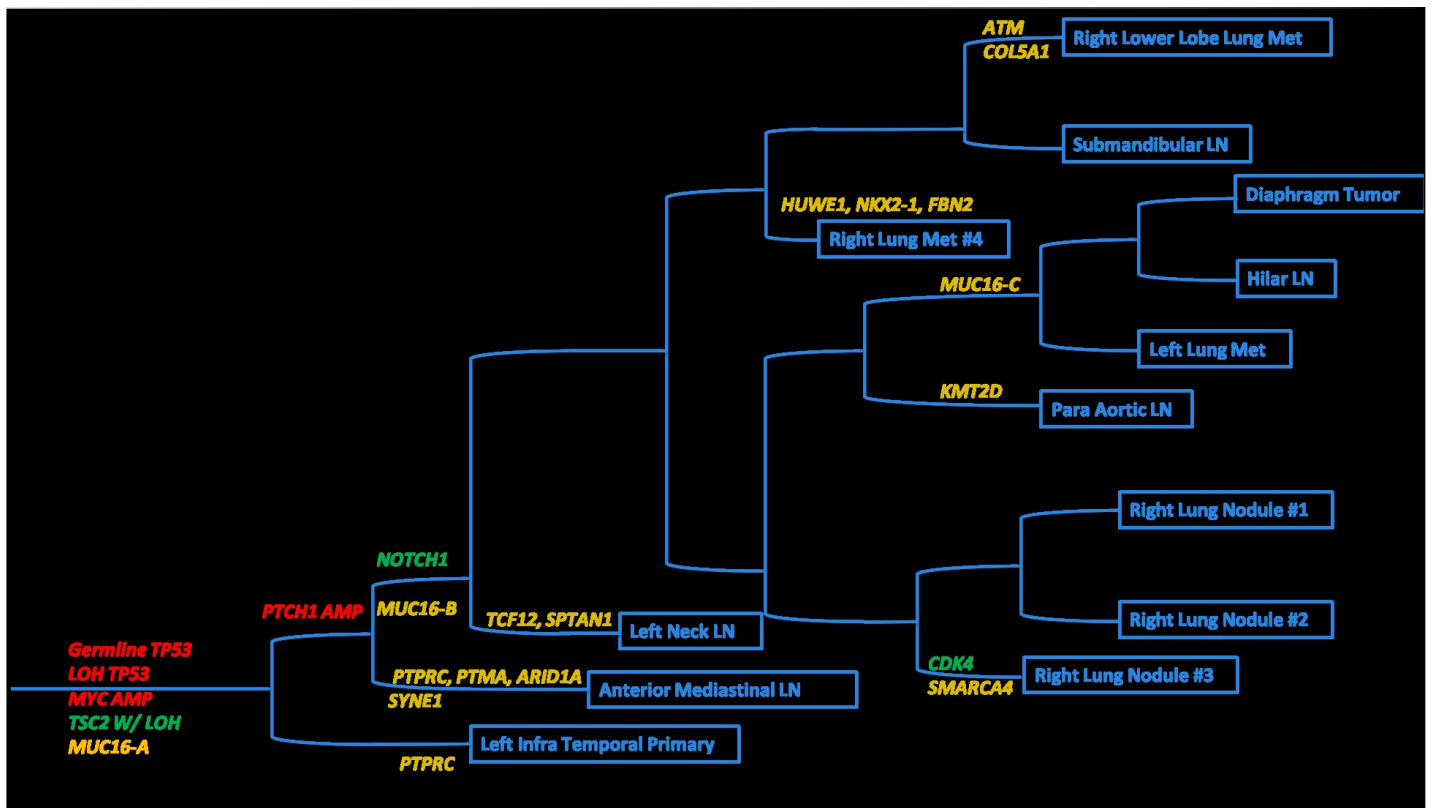 ATM
COL5A1
Right Lower Lobe Lung Met
Submandibular LN
HUWE1, NKX2-1, FBN2
Right Lung Met #4
Diaphragm Tumor
Hilar LN
MUC16-C
Left Lung Met
KMT2D
Para Aortic LN
Right Lung Nodule #1
NOTCH1
MUC16-B
PTCH1 AMP
TCF12, SPTAN1
Left Neck LN
Right Lung Nodule #2
CDK4
SMARCA4
Right Lung Nodule #3
Germline TP53
LOH TP53
MYC AMP
TSC2 W/ LOH
MUC16-A
PTPRC, PTMA, ARID1A
SYNE1
Anterior Mediastinal LN
Left Infra Temporal Primary
PTPRC